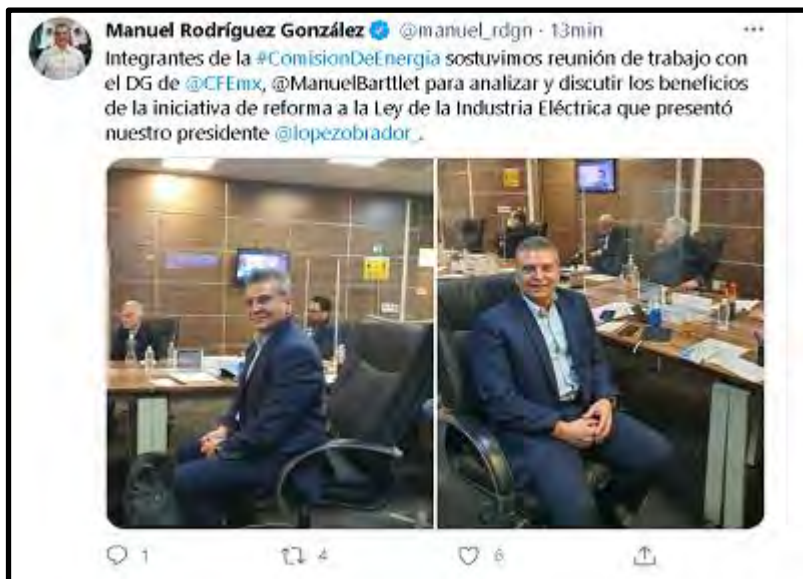 Manuel Rodríguez González @manuel_rdgn · 13min
Integrantes de la #ComisionDeEnergía sostuvimos reunión de trabajo con
el DG de @CFEmx, @ManuelBarttlet para analizar y discutir los beneficios
de la iniciativa de reforma a la Ley de la Industria Eléctrica que presentó
nuestro presidente @lopezobrador_.
1 4 6